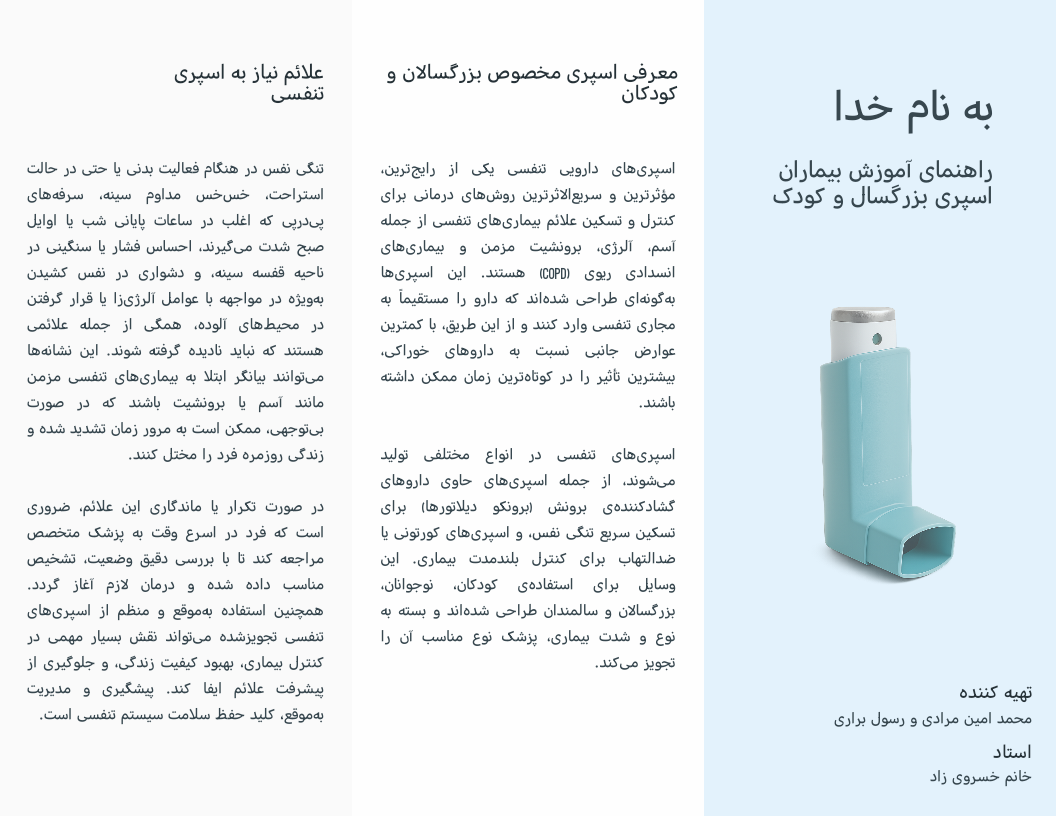 به نام خدا
راهنمای آموزش بیماران
اسپری بزرگسال و کودک
تهیه کننده
محمد امین مرادی و رسول براری
استاد
خانم خسروی زاد
معرفی اسپری مخصوص بزرگسالان و
کودکان
اسپری‌های دارویی تنفسی یکی از رایج‌ترین،
مؤثرترین و سریع‌الاثرترین روش‌های درمانی برای
کنترل و تسکین علائم بیماری‌های تنفسی از جمله
آسم، آلرژی، برونشیت مزمن و بیماری‌های
انسدادی ریوی (COPD) هستند. این اسپری‌ها
به‌گونه‌ای طراحی شده‌اند که دارو را مستقیماً به
مجاری تنفسی وارد کنند و از این طریق، با کمترین
عوارض جانبی نسبت به داروهای خوراکی،
بیشترین تأثیر را در کوتاه‌ترین زمان ممکن داشته
باشند.
اسپری‌های تنفسی در انواع مختلفی تولید
می‌شوند، از جمله اسپری‌های حاوی داروهای
گشادکننده‌ی برونش (برونکو دیلاتورها) برای
تسکین سریع تنگی نفس، و اسپری‌های کورتونی یا
ضدالتهاب برای کنترل بلندمدت بیماری. این
وسایل برای استفاده‌ی کودکان، نوجوانان،
بزرگسالان و سالمندان طراحی شده‌اند و بسته به
نوع و شدت بیماری، پزشک نوع مناسب آن را
تجویز می‌کند.
علائم نیاز به اسپری
تنفسی
تنگی نفس در هنگام فعالیت بدنی یا حتی در حالت
استراحت، خس‌خس مداوم سینه، سرفه‌های
پی‌درپی که اغلب در ساعات پایانی شب یا اوایل
صبح شدت می‌گیرند، احساس فشار یا سنگینی در
ناحیه قفسه سینه، و دشواری در نفس کشیدن
به‌ویژه در مواجهه با عوامل آلرژی‌زا یا قرار گرفتن
در محیط‌های آلوده، همگی از جمله علائمی
هستند که نباید نادیده گرفته شوند. این نشانه‌ها
می‌توانند بیانگر ابتلا به بیماری‌های تنفسی مزمن
مانند آسم یا برونشیت باشند که در صورت
بی‌توجهی، ممکن است به مرور زمان تشدید شده و
زندگی روزمره فرد را مختل کنند.
در صورت تکرار یا ماندگاری این علائم، ضروری
است که فرد در اسرع وقت به پزشک متخصص
مراجعه کند تا با بررسی دقیق وضعیت، تشخیص
مناسب داده شده و درمان لازم آغاز گردد.
همچنین استفاده به‌موقع و منظم از اسپری‌های
تنفسی تجویزشده می‌تواند نقش بسیار مهمی در
کنترل بیماری، بهبود کیفیت زندگی، و جلوگیری از
پیشرفت علائم ایفا کند. پیشگیری و مدیریت
به‌موقع، کلید حفظ سلامت سیستم تنفسی است.